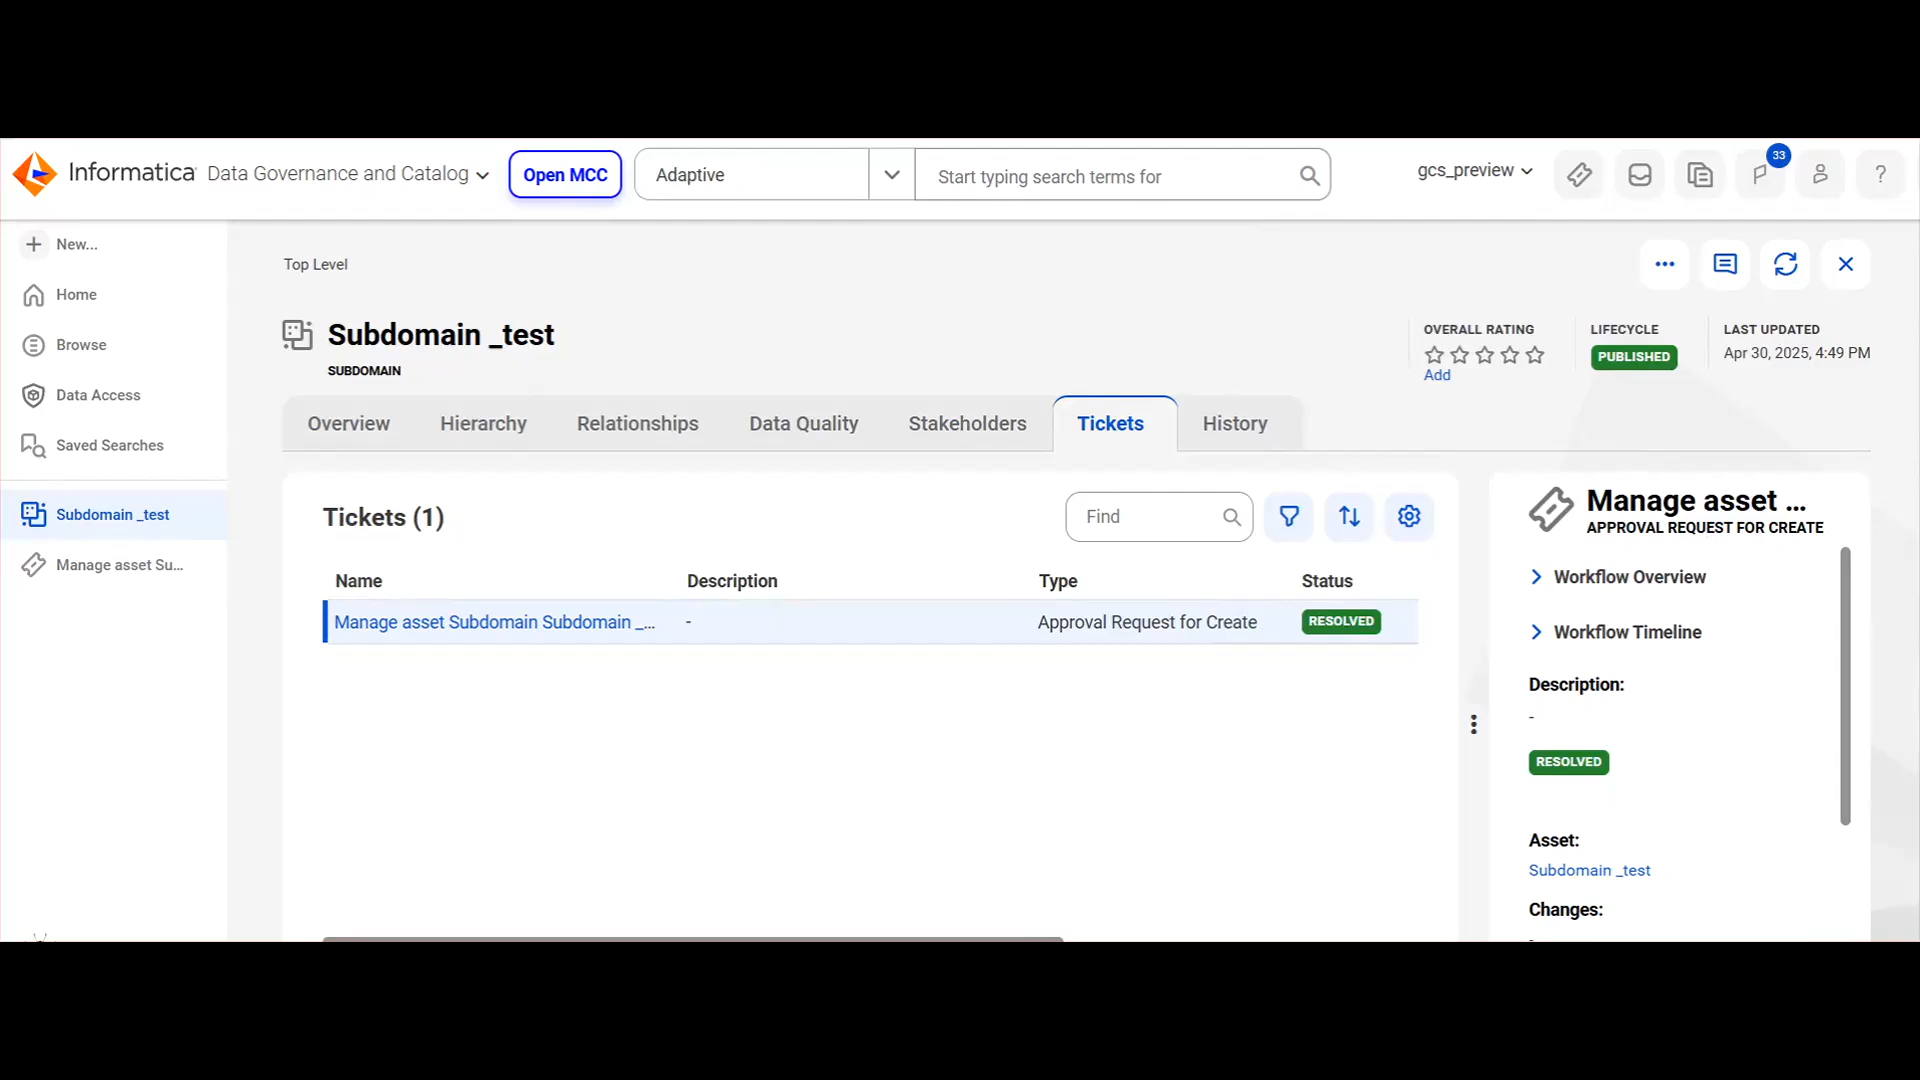 Informatica Data Governance and Catalog
Open MCC
Adaptive
Start typing search terms for
gcs_preview
33
?
New...
Home
Browse
Data Access
Saved Searches
Subdomain _test
Manage asset Su...
Top Level
Subdomain _test
SUBDOMAIN
OVERALL RATING
Add
LIFECYCLE
PUBLISHED
LAST UPDATED
Apr 30, 2025, 4:49 PM
Overview
Hierarchy
Relationships
Data Quality
Stakeholders
Tickets
History
Tickets (1)
Find
Name Description Type Status
Manage asset Subdomain Subdomain _... - Approval Request for Create RESOLVED
Manage asset ...
APPROVAL REQUEST FOR CREATE
Workflow Overview
Workflow Timeline
Description:
-
RESOLVED
Asset:
Subdomain _test
Changes: